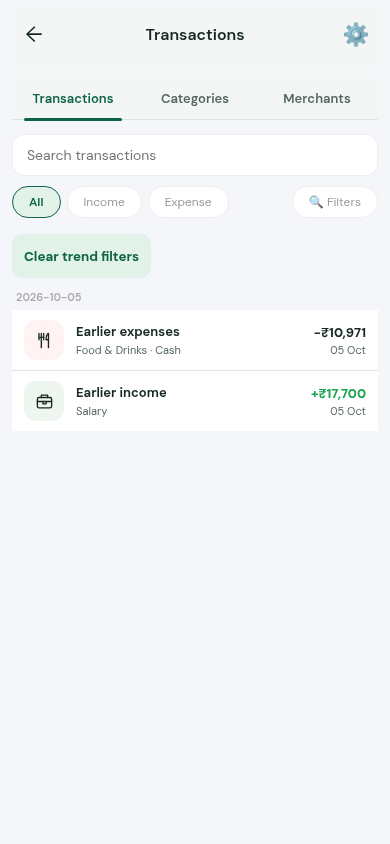 Transactions
Transactions Categories Merchants
Search transactions
All Income Expense Filters
Clear trend filters
2026-10-05
Earlier expenses -₹10,971
Food & Drinks · Cash 05 Oct
Earlier income +₹17,700
Salary 05 Oct